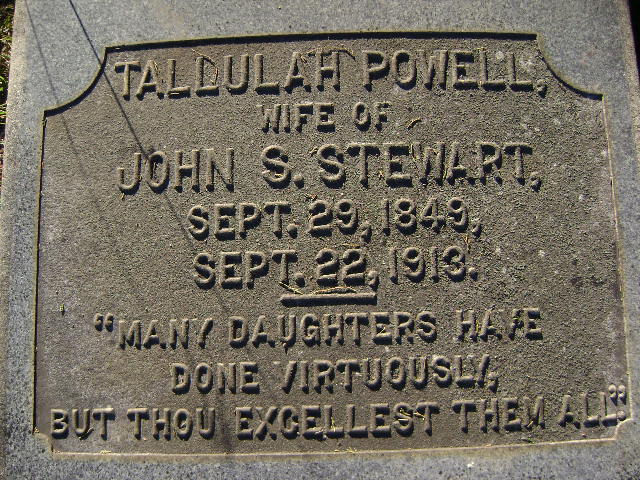 TALLULAH POWELL,
WIFE OF
JOHN S. STEWART,
SEPT. 29, 1849,
SEPT. 22, 1913.
"MANY DAUGHTERS HAVE
DONE VIRTUOUSLY,
BUT THOU EXCELLEST THEM ALL."